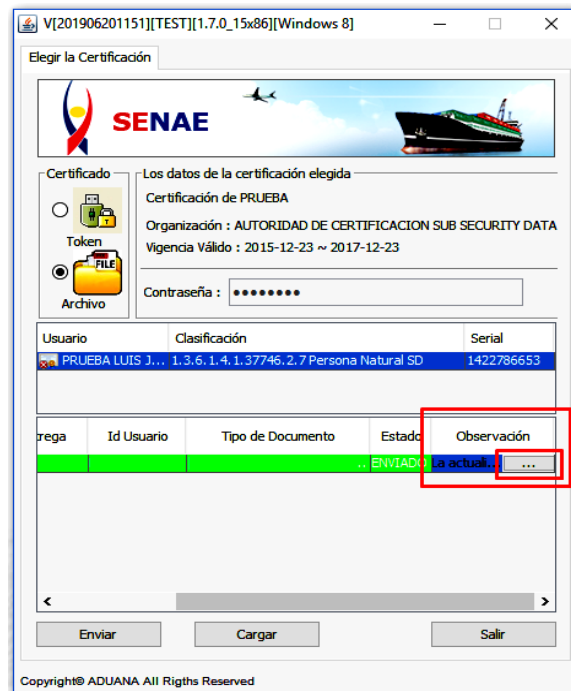 V[201906201151][TEST][1.7.0_15x86][Windows 8]
Elegir la Certificación
SENAE
Certificado
Token
FILE
Archivo
Los datos de la certificación elegida
Certificación de PRUEBA
Organización : AUTORIDAD DE CERTIFICACION SUB SECURITY DATA
Vigencia Válido : 2015-12-23 ~ 2017-12-23
Contraseña : ●●●●●●●●
Usuario Clasificación Serial
PRUEBA LUIS J... 1.3.6.1.4.1.37746.2.7 Persona Natural SD 1422786653
trega Id Usuario Tipo de Documento Estado Observación
.. ENVIADO La actuali... ...
Enviar Cargar Salir
Copyright© ADUANA All Rigths Reserved